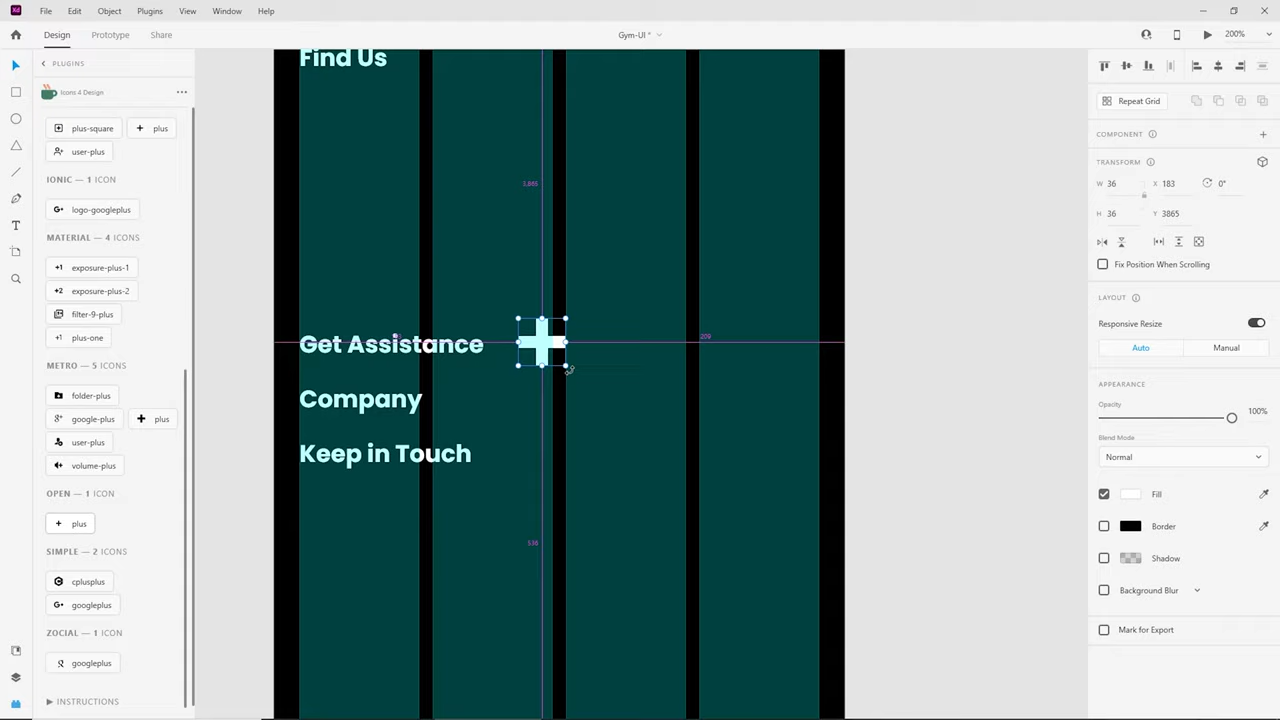 File Edit Object Plugins View Window Help
Design Prototype Share
Gym-UI *
200%
PLUGINS
Icons 4 Design
plus-square plus
user-plus
IONIC — 1 ICON
logo-googleplus
MATERIAL — 4 ICONS
exposure-plus-1
exposure-plus-2
filter-9-plus
plus-one
METRO — 5 ICONS
folder-plus
google-plus plus
user-plus
volume-plus
OPEN — 1 ICON
plus
SIMPLE — 2 ICONS
cplusplus
googleplus
ZOCIAL — 1 ICON
googleplus
INSTRUCTIONS
Find Us
3,865
Get Assistance
209
Company
Keep in Touch
536
Repeat Grid
COMPONENT
TRANSFORM
W 36 X 183 0°
H 36 Y 3865
Fix Position When Scrolling
LAYOUT
Responsive Resize
Auto Manual
APPEARANCE
Opacity
100%
Blend Mode
Normal
Fill
Border
Shadow
Background Blur
Mark for Export